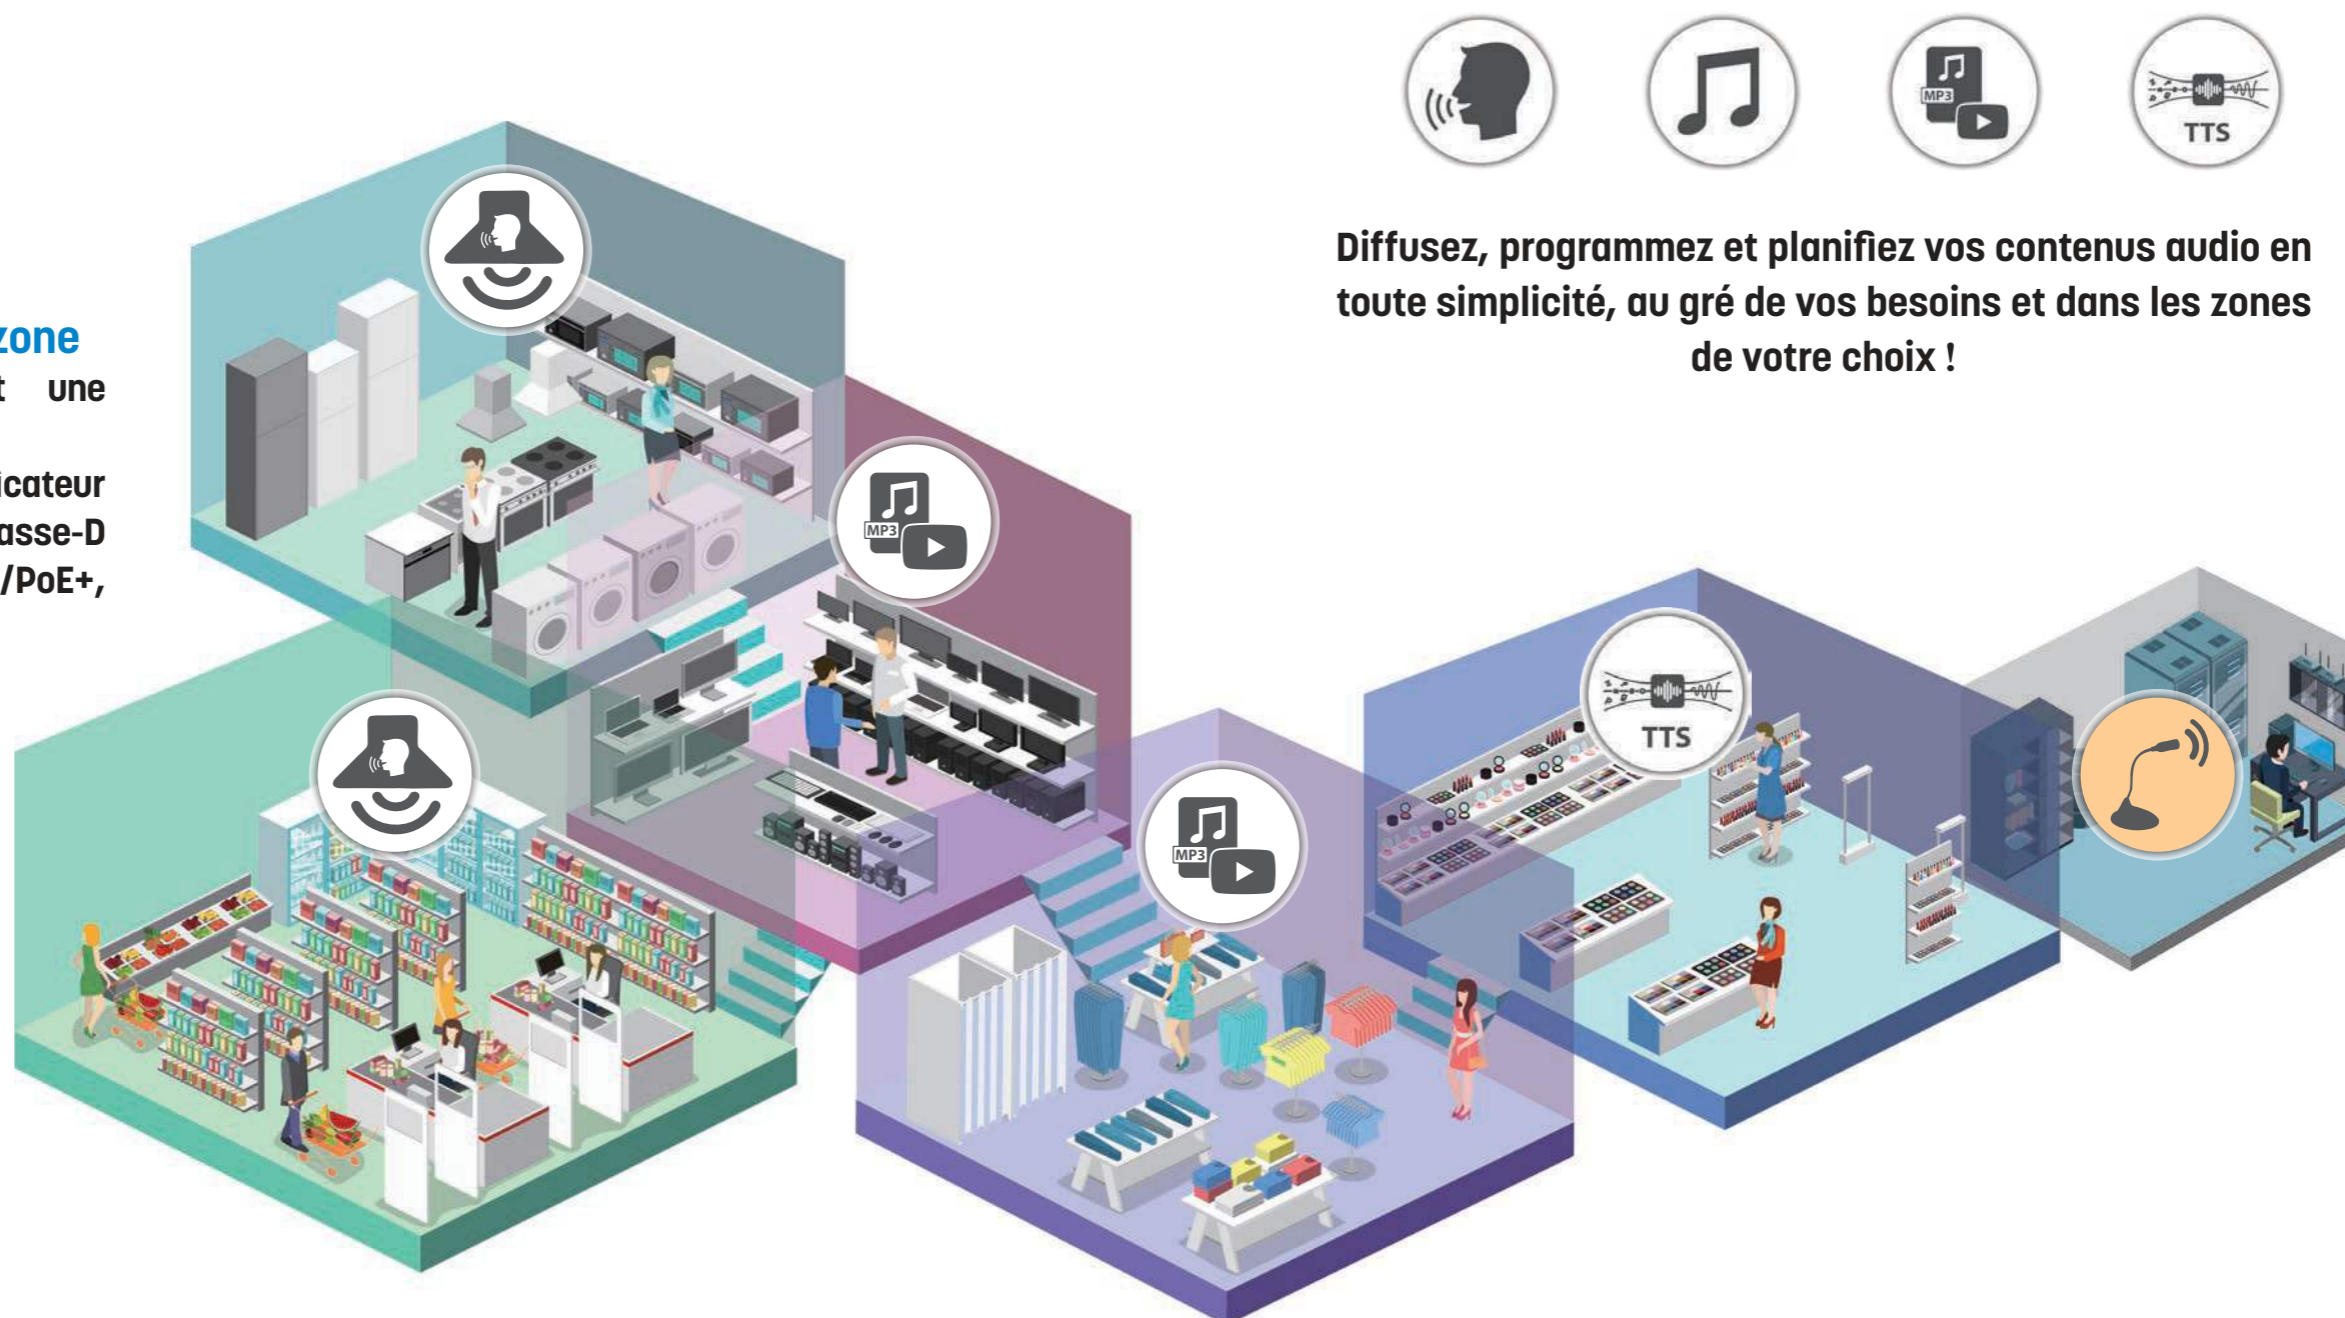 TTS
MP3
Diffusez, programmez et planifiez vos contenus audio en
toute simplicité, au gré de vos besoins et dans les zones
de votre choix !
zone
t une
icateur
asse-D
/PoE+,
MP3
TTS
MP3